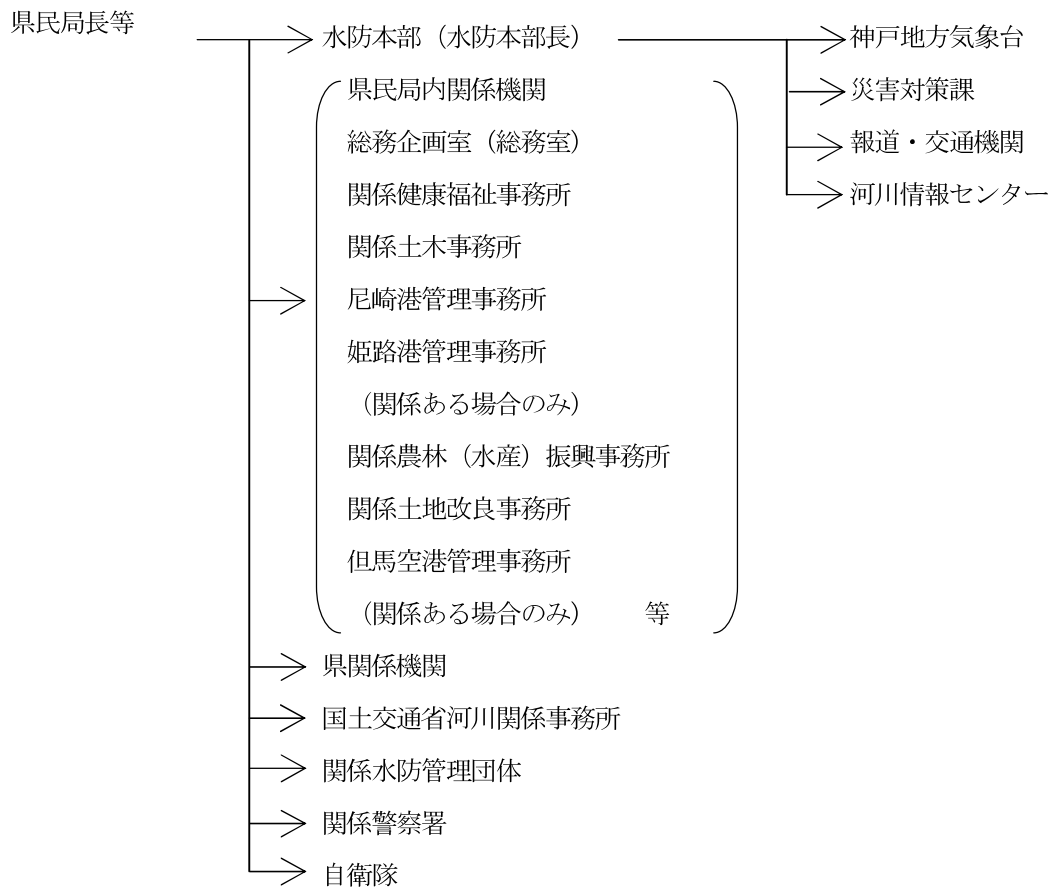 県民局長等
水防本部（水防本部長）
神戸地方気象台
災害対策課
報道・交通機関
河川情報センター
県民局内関係機関
総務企画室（総務室）
関係健康福祉事務所
関係土木事務所
尼崎港管理事務所
姫路港管理事務所
（関係ある場合のみ）
関係農林（水産）振興事務所
関係土地改良事務所
但馬空港管理事務所
（関係ある場合のみ）　　等
県関係機関
国土交通省河川関係事務所
関係水防管理団体
関係警察署
自衛隊